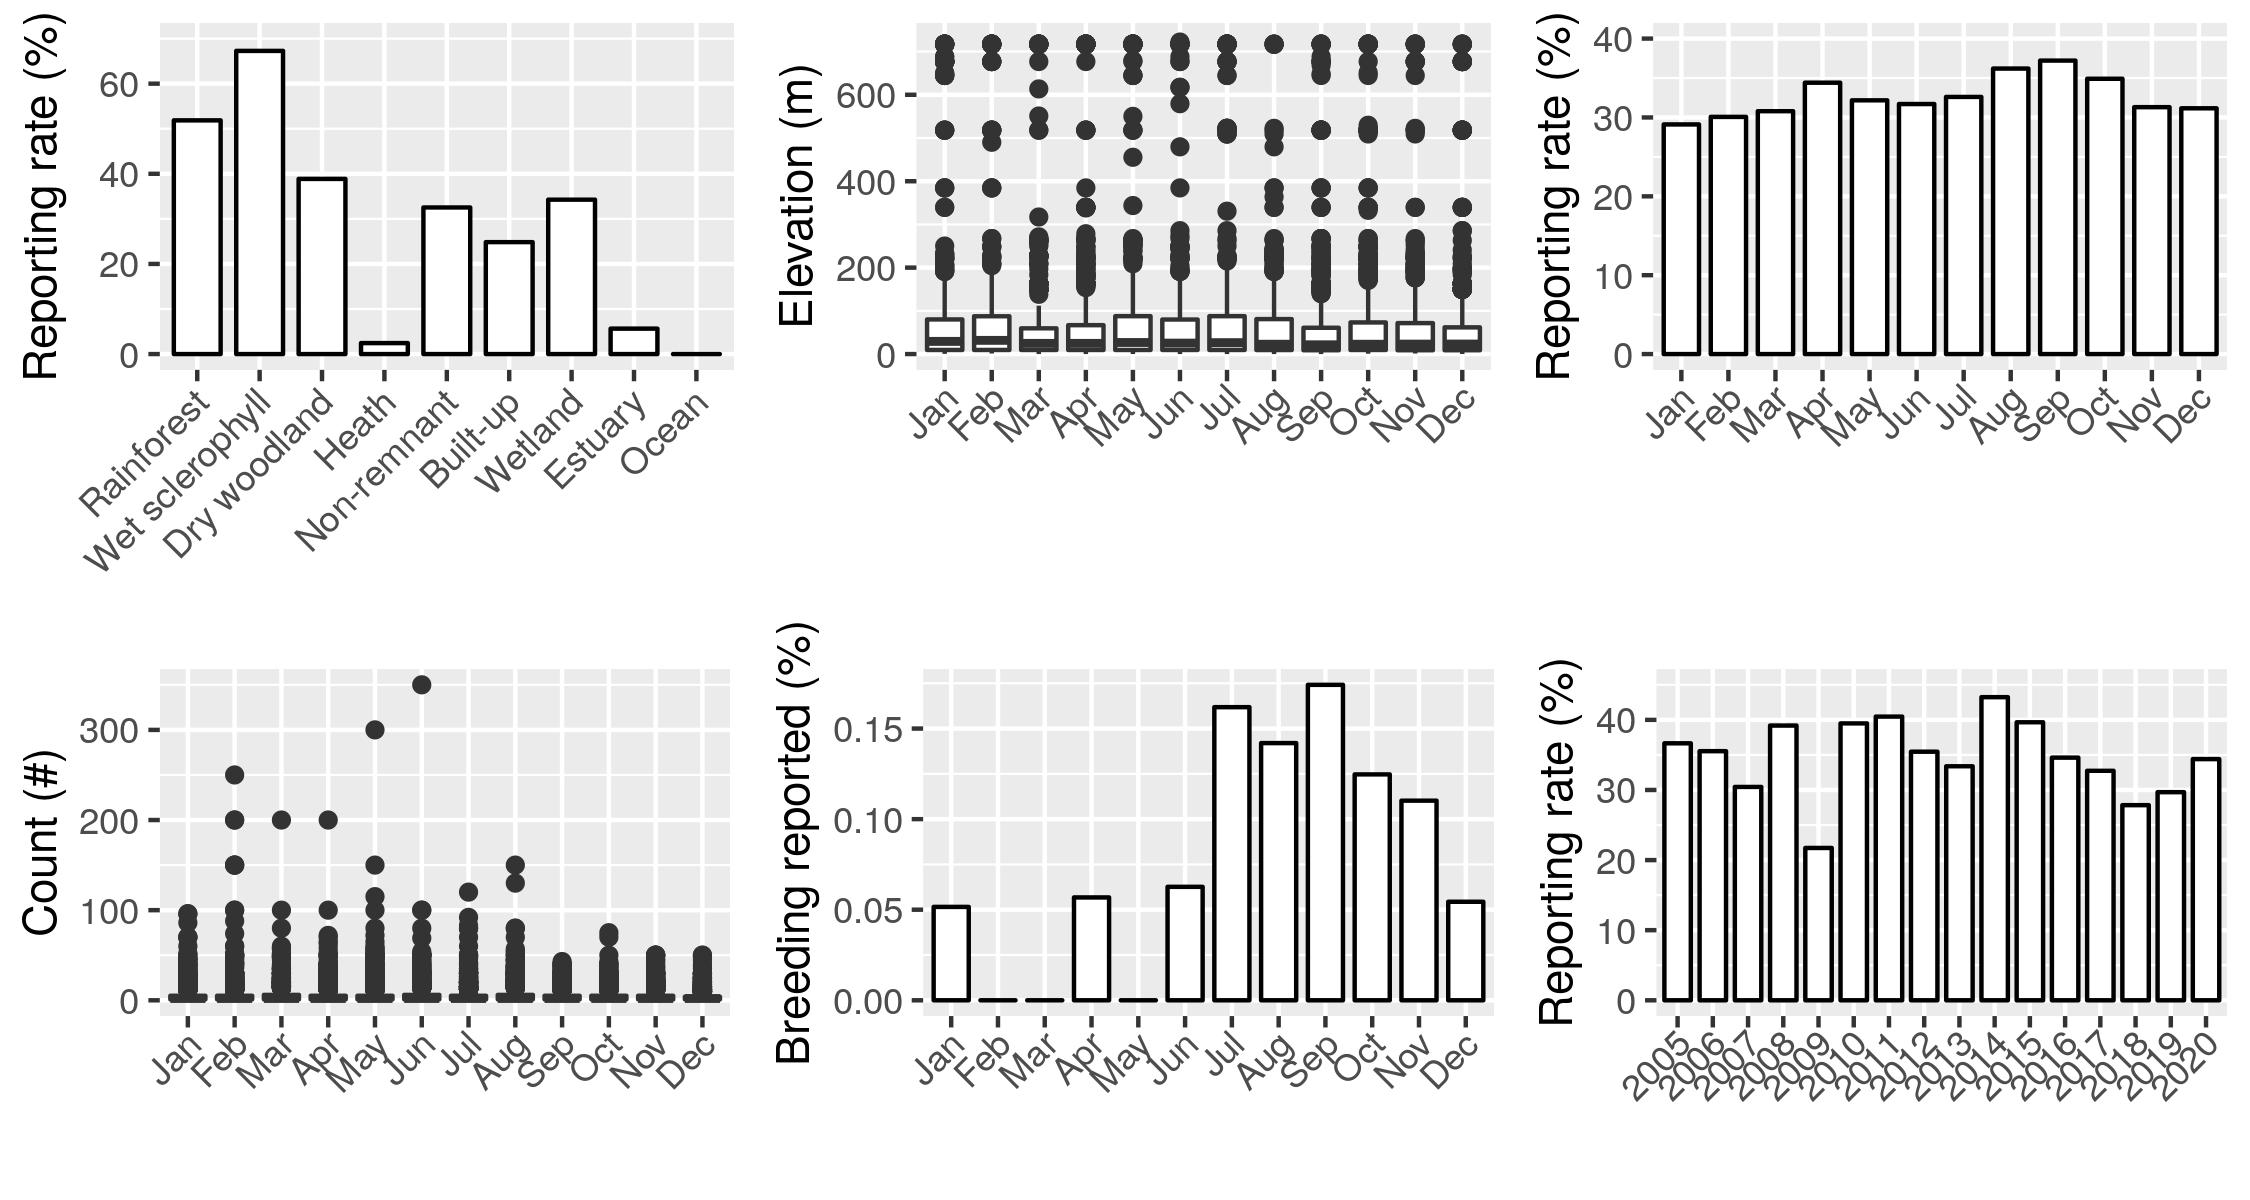 Reporting rate (%)
60
40
20
0
Rainforest
Wet sclerophyll
Dry woodland
Heath
Non-remnant
Built-up
Wetland
Estuary
Ocean
Elevation (m)
600
400
200
0
Jan
Feb
Mar
Apr
May
Jun
Jul
Aug
Sep
Oct
Nov
Dec
Reporting rate (%)
40
30
20
10
0
Jan
Feb
Mar
Apr
May
Jun
Jul
Aug
Sep
Oct
Nov
Dec
Count (#)
300
200
100
0
Jan
Feb
Mar
Apr
May
Jun
Jul
Aug
Sep
Oct
Nov
Dec
Breeding reported (%)
0.15
0.10
0.05
0.00
Jan
Feb
Mar
Apr
May
Jun
Jul
Aug
Sep
Oct
Nov
Dec
Reporting rate (%)
40
30
20
10
0
2005
2006
2007
2008
2009
2010
2011
2012
2013
2014
2015
2016
2017
2018
2019
2020